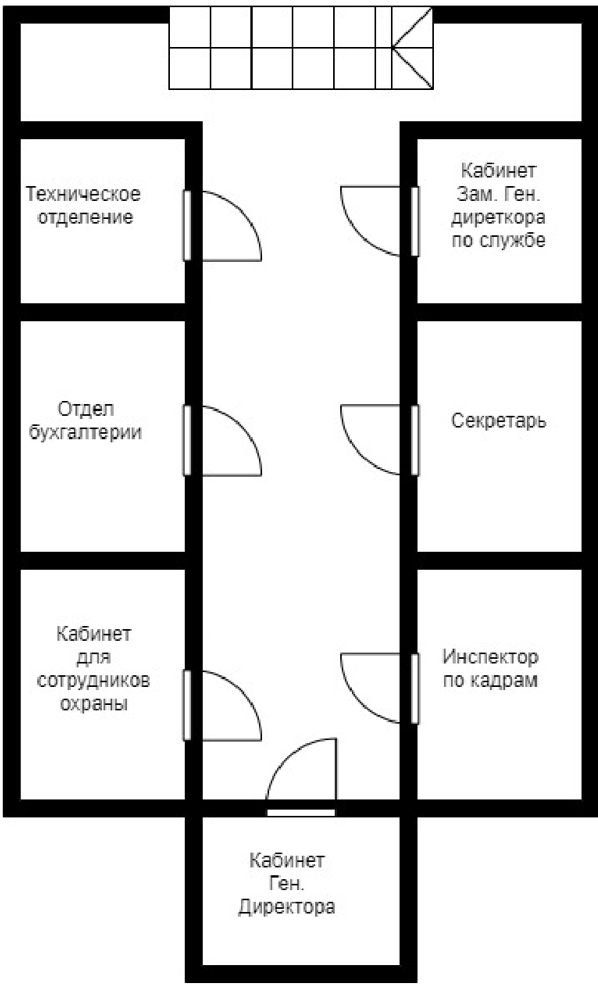 Техническое
отделение
Кабинет
Зам. Ген.
диреткора
по службе
Отдел
бухгалтерии
Секретарь
Кабинет
для
сотрудников
охраны
Инспектор
по кадрам
Кабинет
Ген.
Директора